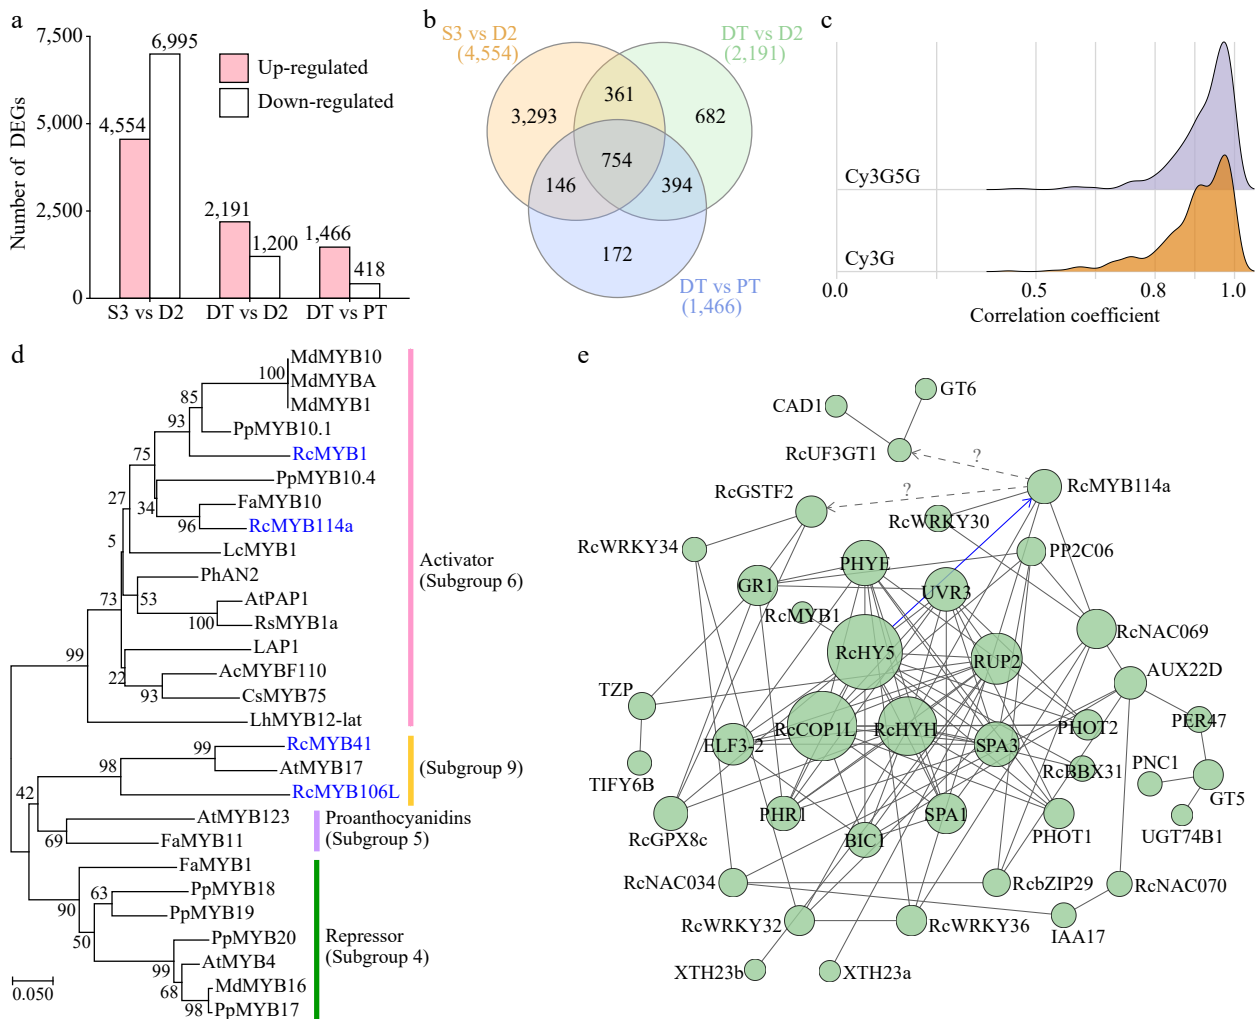 a
7,500
5,000
2,500
0
Number of DEGs
4,554
6,995
2,191
1,200
1,466
418
Up-regulated
Down-regulated
S3 vs D2
DT vs D2
DT vs PT
b
S3 vs D2
(4,554)
DT vs D2
(2,191)
3,293
361
682
754
146
394
172
DT vs PT
(1,466)
c
Cy3G5G
Cy3G
0.0
0.5
0.8
1.0
Correlation coefficient
d
MdMYB10
MdMYBA
MdMYB1
PpMYB10.1
RcMYB1
PpMYB10.4
FaMYB10
RcMYB114a
LcMYB1
PhAN2
AtPAP1
RsMYB1a
LAP1
AcMYBF110
CsMYB75
LhMYB12-lat
RcMYB41
AtMYB17
RcMYB106L
AtMYB123
FaMYB11
FaMYB1
PpMYB18
PpMYB19
PpMYB20
AtMYB4
MdMYB16
PpMYB17
100
85
93
75
34
96
27
5
53
100
73
22
93
99
99
98
42
69
63
90
50
99
68
98
0.050
Activator
(Subgroup 6)
(Subgroup 9)
Proanthocyanidins
(Subgroup 5)
Repressor
(Subgroup 4)
e
GT6
CAD1
RcUF3GT1
?
RcMYB114a
RcGSTF2
?
RcWRKY30
RcWRKY34
PP2C06
PHYE
GR1
UVR3
RcMYB1
RcNAC069
RcHY5
RUP2
AUX22D
TZP
RcCOP1L
RcHYH
PHOT2
PER47
ELF3-2
SPA3
RcBBX31
PNC1
TIFY6B
GT5
RcGPX8c
PHR1
SPA1
PHOT1
UGT74B1
BIC1
RcNAC034
RcbZIP29
RcNAC070
RcWRKY32
RcWRKY36
IAA17
XTH23b
XTH23a